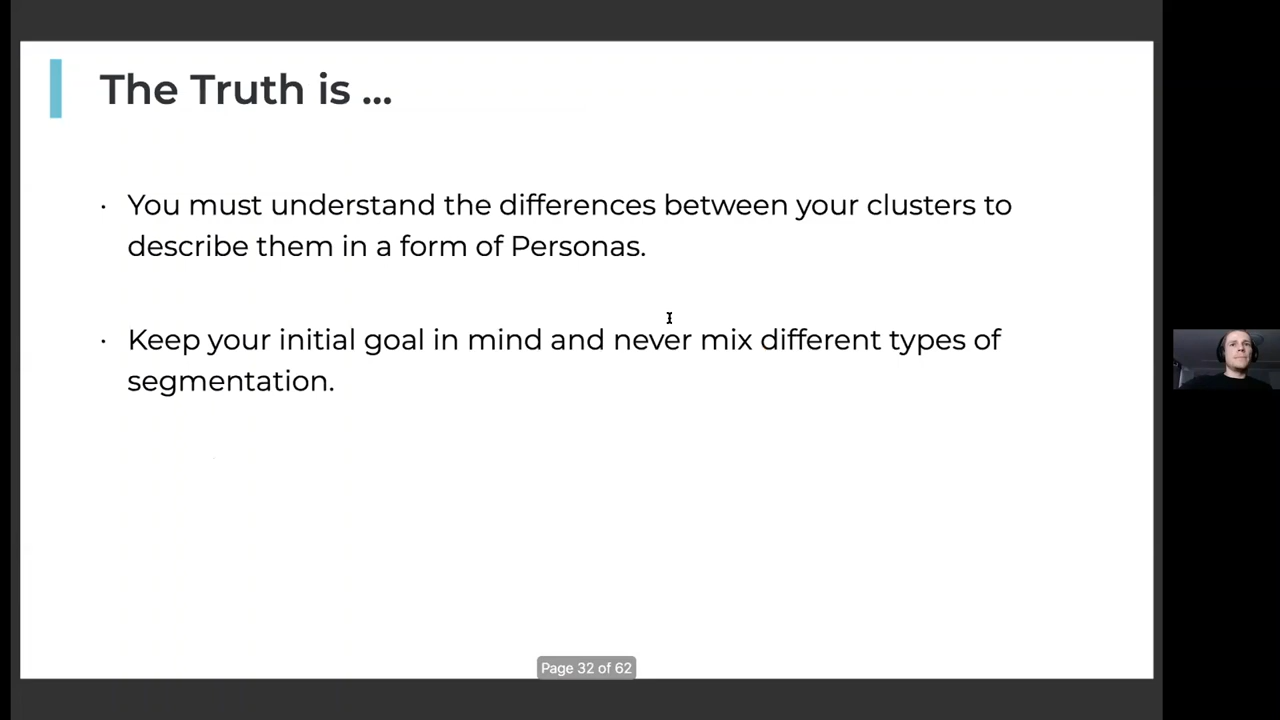 The Truth is ...
· You must understand the differences between your clusters to
describe them in a form of Personas.
· Keep your initial goal in mind and never mix different types of
segmentation.
Page 32 of 62